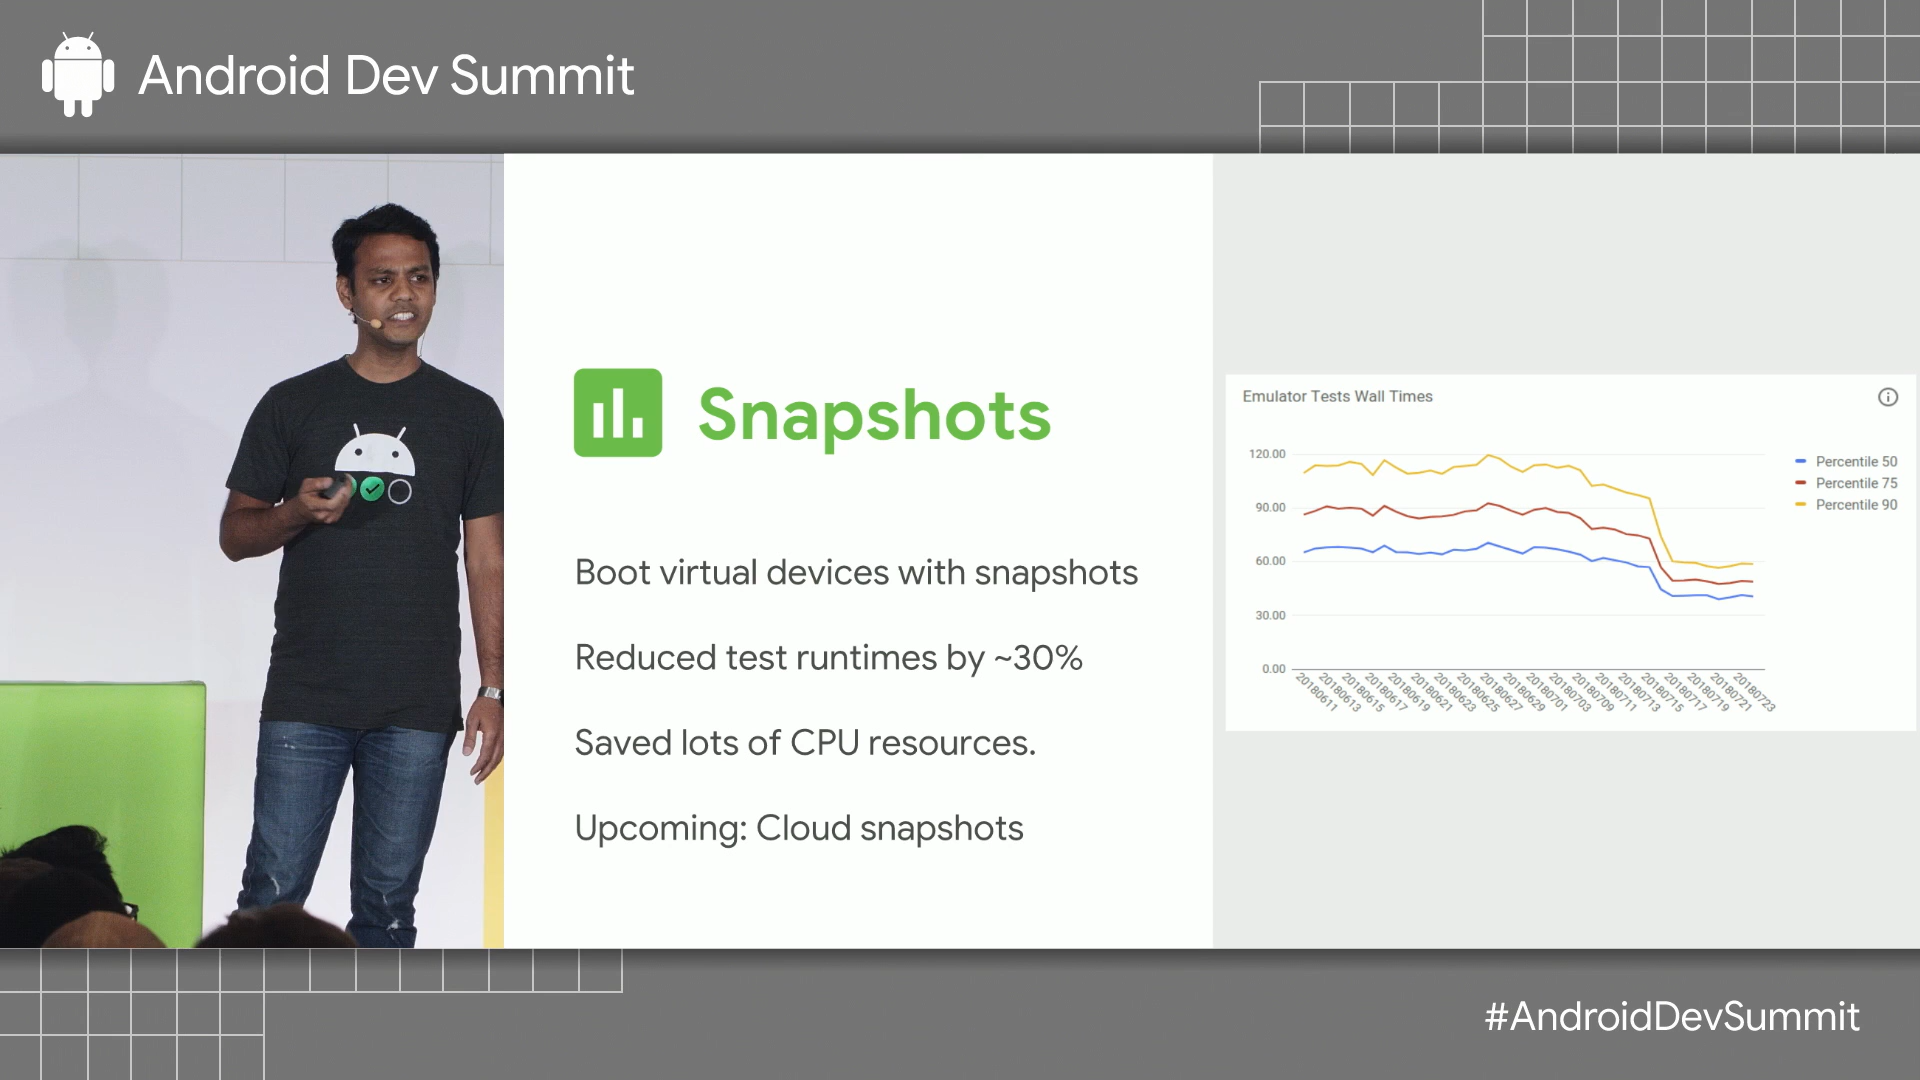 Android Dev Summit
Snapshots
Boot virtual devices with snapshots
Reduced test runtimes by ~30%
Saved lots of CPU resources.
Upcoming: Cloud snapshots
Emulator Tests Wall Times
120.00
90.00
60.00
30.00
0.00
20180611
20180613
20180615
20180617
20180619
20180621
20180623
20180625
20180627
20180629
20180701
20180703
20180709
20180711
20180713
20180715
20180717
20180719
20180721
20180723
Percentile 50
Percentile 75
Percentile 90
#AndroidDevSummit